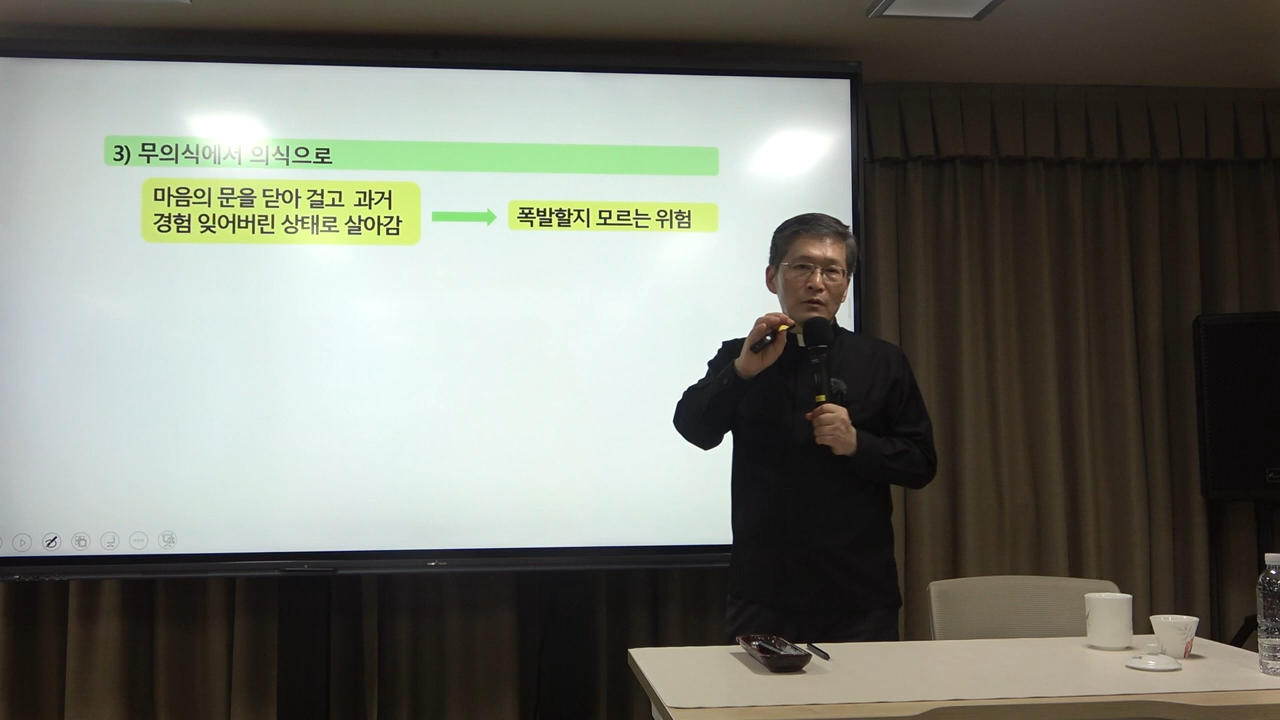 3) 무의식에서 의식으로
마음의 문을 닫아 걸고 과거
경험 잊어버린 상태로 살아감
폭발할지 모르는 위험